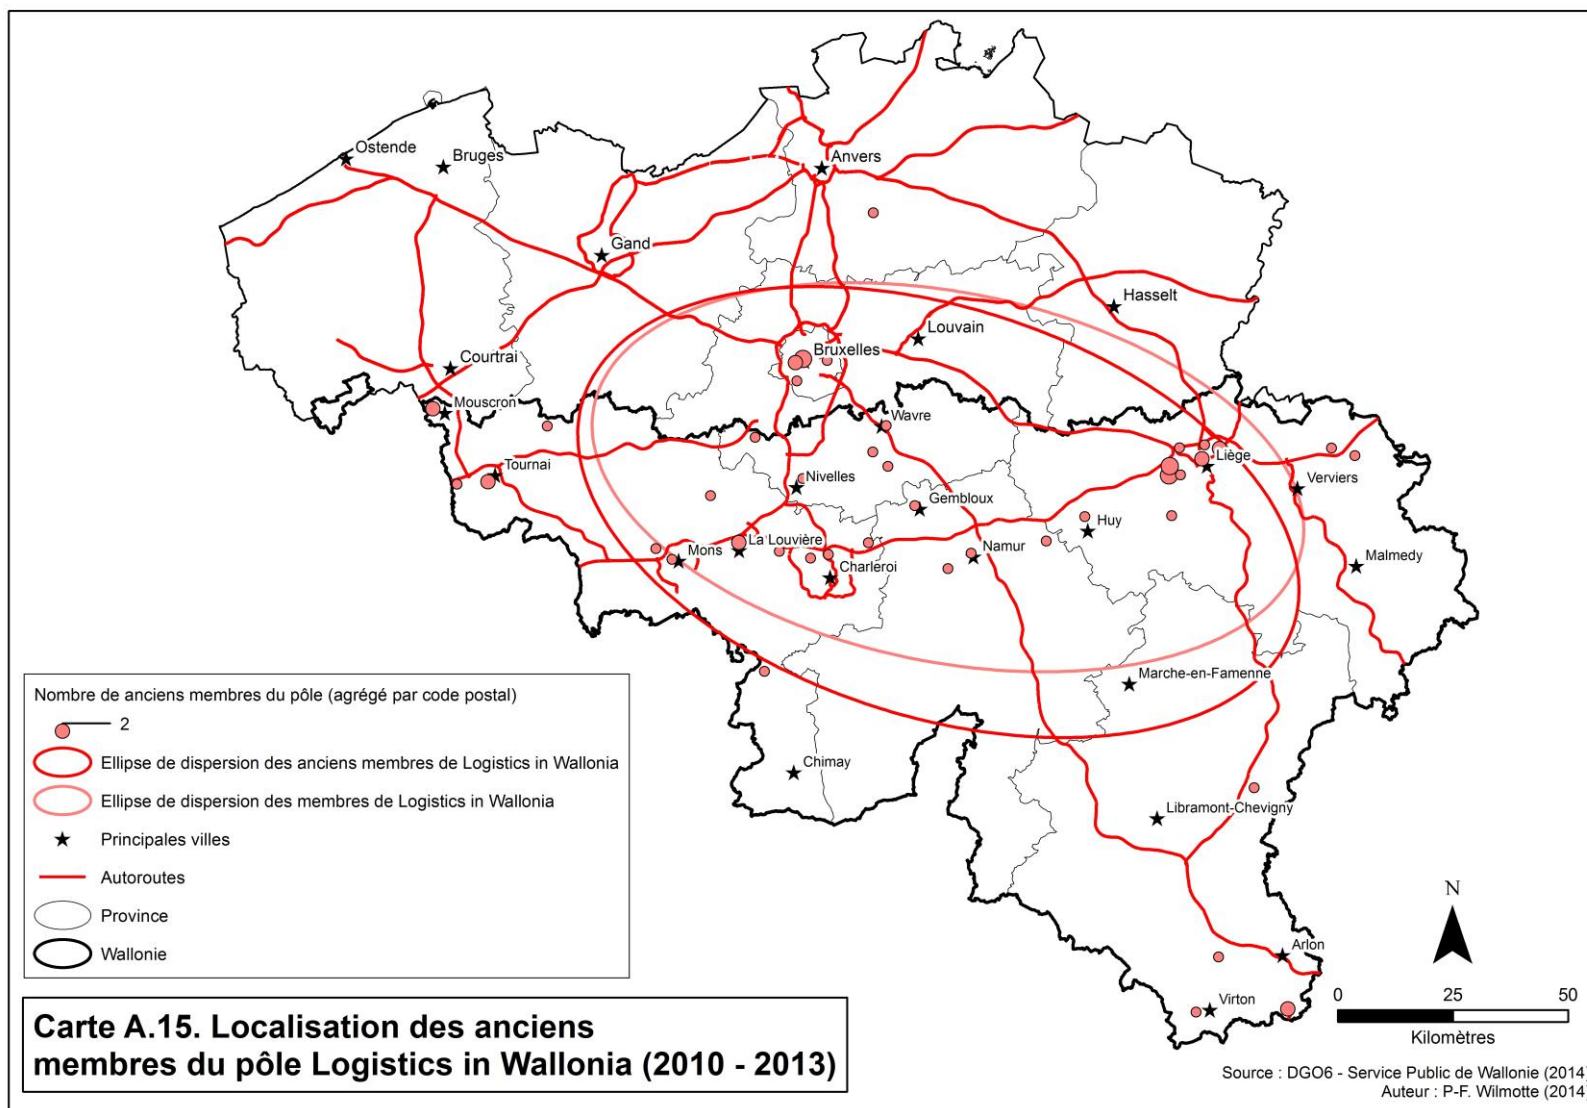 Ostende
Bruges
Anvers
Gand
Hasselt
Louvain
Bruxelles
Courtrai
Mouscron
Wavre
Tournai
Liège
Nivelles
Verviers
Gembloux
Huy
Mons
La Louvière
Namur
Charleroi
Malmedy
Marche-en-Famenne
Chimay
Libramont-Chevigny
Arlon
Virton
Nombre de anciens membres du pôle (agrégé par code postal)
2
Ellipse de dispersion des anciens membres de Logistics in Wallonia
Ellipse de dispersion des membres de Logistics in Wallonia
Principales villes
Autoroutes
Province
Wallonie
N
0 25 50
Kilomètres
Carte A.15. Localisation des anciens
membres du pôle Logistics in Wallonia (2010 - 2013)
Source : DGO6 - Service Public de Wallonie (2014)
Auteur : P-F. Wilmotte (2014)